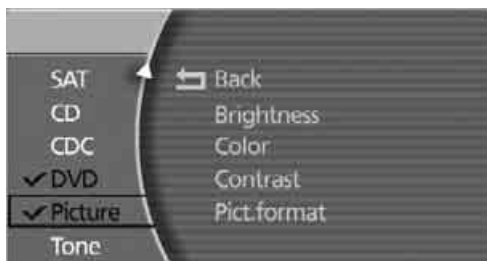 SAT
CD
CDC
DVD
Picture
Tone
Back
Brightness
Color
Contrast
Pict.format